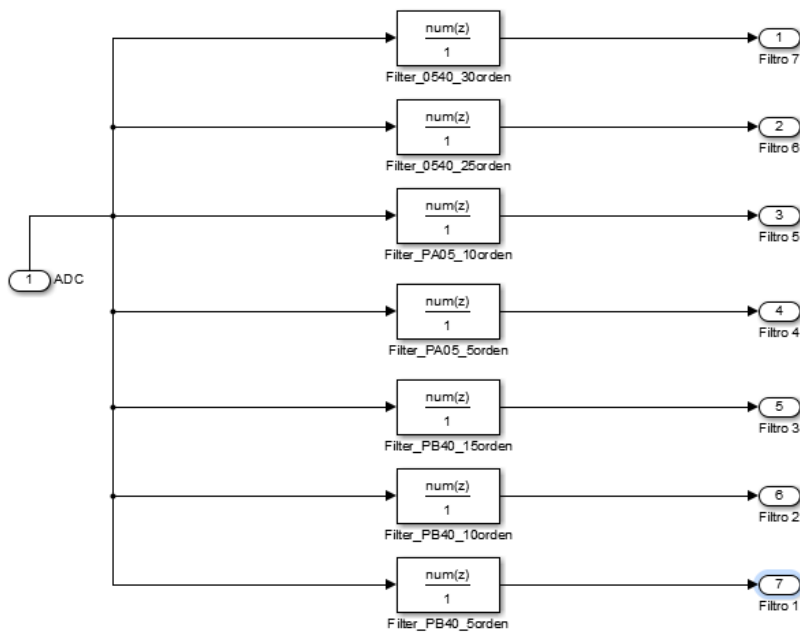 num(z)
1
Filter_0540_30orden
1
Filtro 7
num(z)
1
Filter_0540_25orden
2
Filtro 6
num(z)
1
Filter_PA05_10orden
3
Filtro 5
1
ADC
num(z)
1
Filter_PA05_5orden
4
Filtro 4
num(z)
1
Filter_PB40_15orden
5
Filtro 3
num(z)
1
Filter_PB40_10orden
6
Filtro 2
num(z)
1
Filter_PB40_5orden
7
Filtro 1